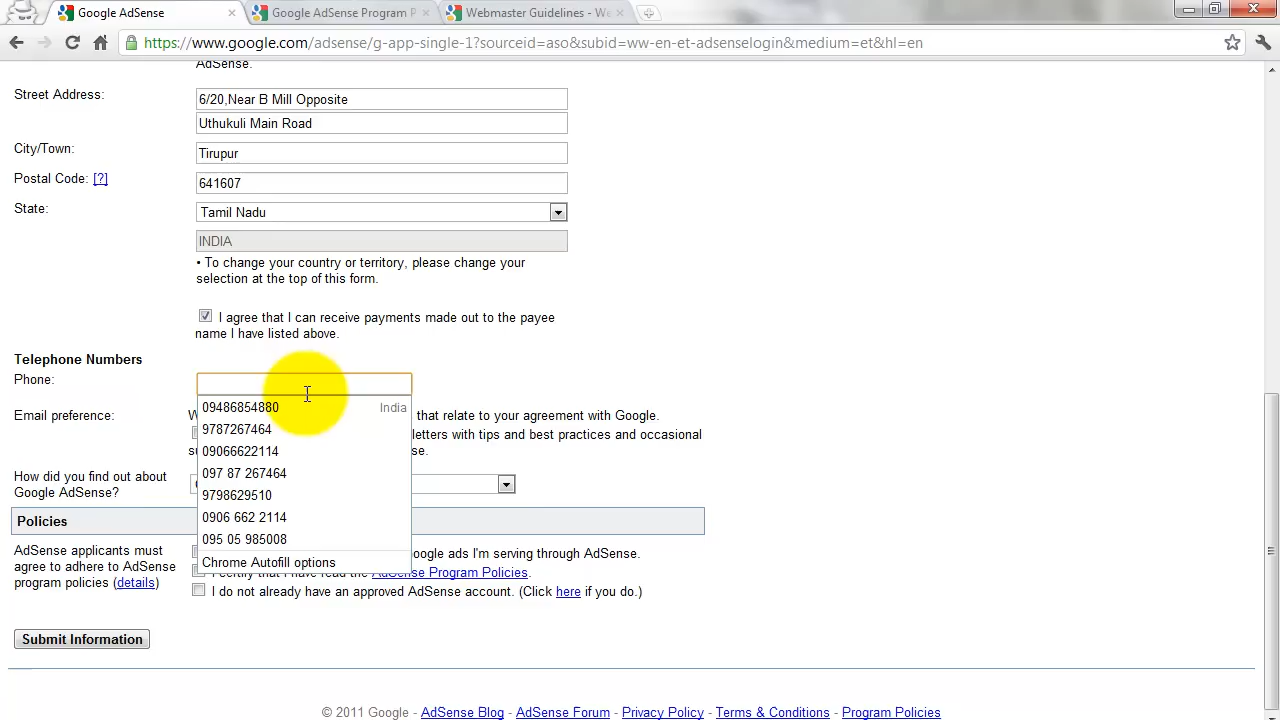 Google AdSense
Google AdSense Program P
Webmaster Guidelines - We
https://www.google.com/adsense/g-app-single-1?sourceid=aso&subid=ww-en-et-adsenselogin&medium=et&hl=en
AdSense.
Street Address:
6/20,Near B Mill Opposite
Uthukuli Main Road
City/Town:
Tirupur
Postal Code: [?]
641607
State:
Tamil Nadu
INDIA
• To change your country or territory, please change your
selection at the top of this form.
I agree that I can receive payments made out to the payee
name I have listed above.
Telephone Numbers
Phone:
09486854880 India
9787267464
09066622114
097 87 267464
9798629510
0906 662 2114
095 05 985008
Chrome Autofill options
Email preference:
that relate to your agreement with Google.
letters with tips and best practices and occasional
se.
How did you find out about
Google AdSense?
Policies
AdSense applicants must
agree to adhere to AdSense
program policies (details)
oogle ads I'm serving through AdSense.
I certify that I have read the AdSense Program Policies.
I do not already have an approved AdSense account. (Click here if you do.)
Submit Information
© 2011 Google - AdSense Blog - AdSense Forum - Privacy Policy - Terms & Conditions - Program Policies